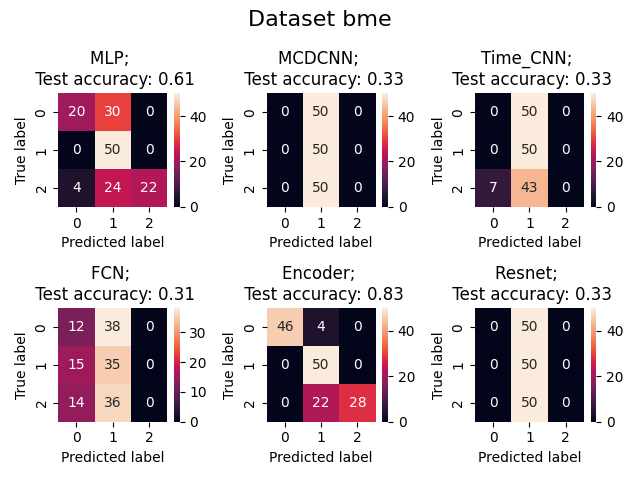 Dataset bme
MLP; MCDCNN; Time_CNN;
Test accuracy: 0.61 Test accuracy: 0.33 Test accuracy: 0.33
0 20 30 0 40 0 0 50 0 40 0 0 50 0 40
True label 1 0 50 0 20 True label 1 0 50 0 20 True label 1 0 50 0 20
2 4 24 22 0 2 0 50 0 0 2 7 43 0 0
0 1 2 0 1 2 0 1 2
Predicted label Predicted label Predicted label
FCN; Encoder; Resnet;
Test accuracy: 0.31 Test accuracy: 0.83 Test accuracy: 0.33
0 12 38 0 30 0 46 4 0 40 0 0 50 0 40
True label 1 15 35 0 20 True label 1 0 50 0 20 True label 1 0 50 0 20
10
2 14 36 0 0 2 0 22 28 0 2 0 50 0 0
0 1 2 0 1 2 0 1 2
Predicted label Predicted label Predicted label